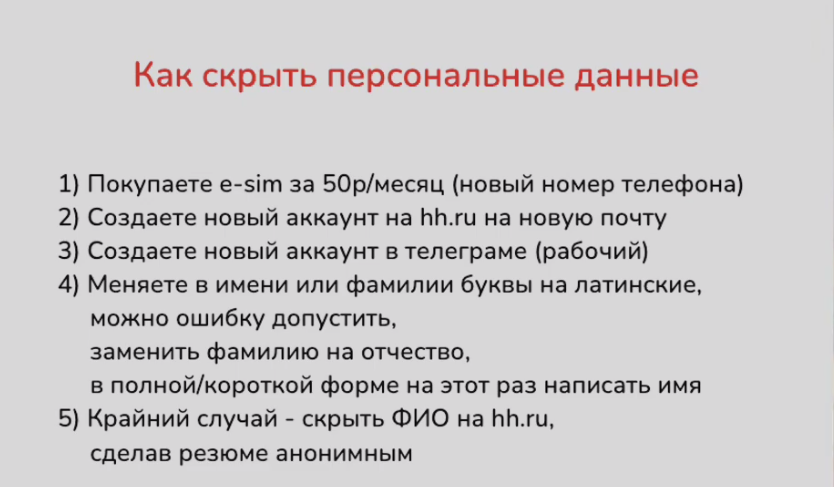 Как скрыть персональные данные
1) Покупаете e-sim за 50р/месяц (новый номер телефона)
2) Создаете новый аккаунт на hh.ru на новую почту
3) Создаете новый аккаунт в телеграме (рабочий)
4) Меняете в имени или фамилии буквы на латинские,
можно ошибку допустить,
заменить фамилию на отчество,
в полной/короткой форме на этот раз написать имя
5) Крайний случай - скрыть ФИО на hh.ru,
сделав резюме анонимным